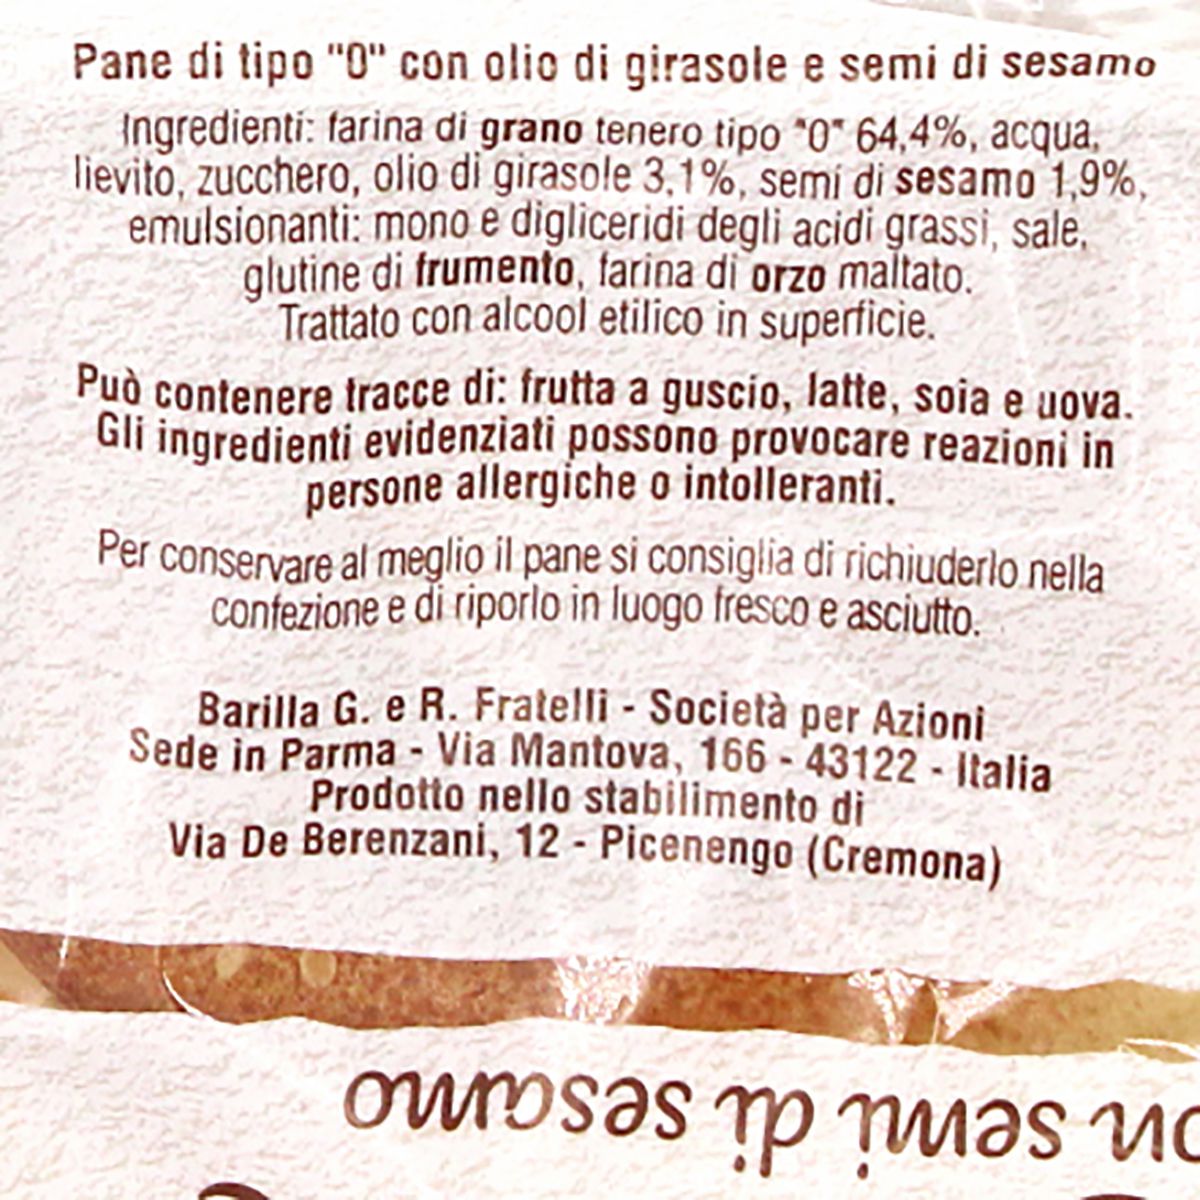 Pane di tipo "0" con olio di girasole e semi di sesamo
Ingredienti: farina di grano tenero tipo "0" 64,4%, acqua,
lievito, zucchero, olio di girasole 3,1%, semi di sesamo 1,9%,
emulsionanti: mono e digliceridi degli acidi grassi, sale,
glutine di frumento, farina di orzo maltato.
Trattato con alcool etilico in superficie.
Può contenere tracce di: frutta a guscio, latte, soia e uova.
Gli ingredienti evidenziati possono provocare reazioni in
persone allergiche o intolleranti.
Per conservare al meglio il pane si consiglia di richiuderlo nella
confezione e di riporlo in luogo fresco e asciutto.
Barilla G. e R. Fratelli - Società per Azioni
Sede in Parma - Via Mantova, 166 - 43122 - Italia
Prodotto nello stabilimento di
Via De Berenzani, 12 - Picenengo (Cremona)
on semi di sesamo